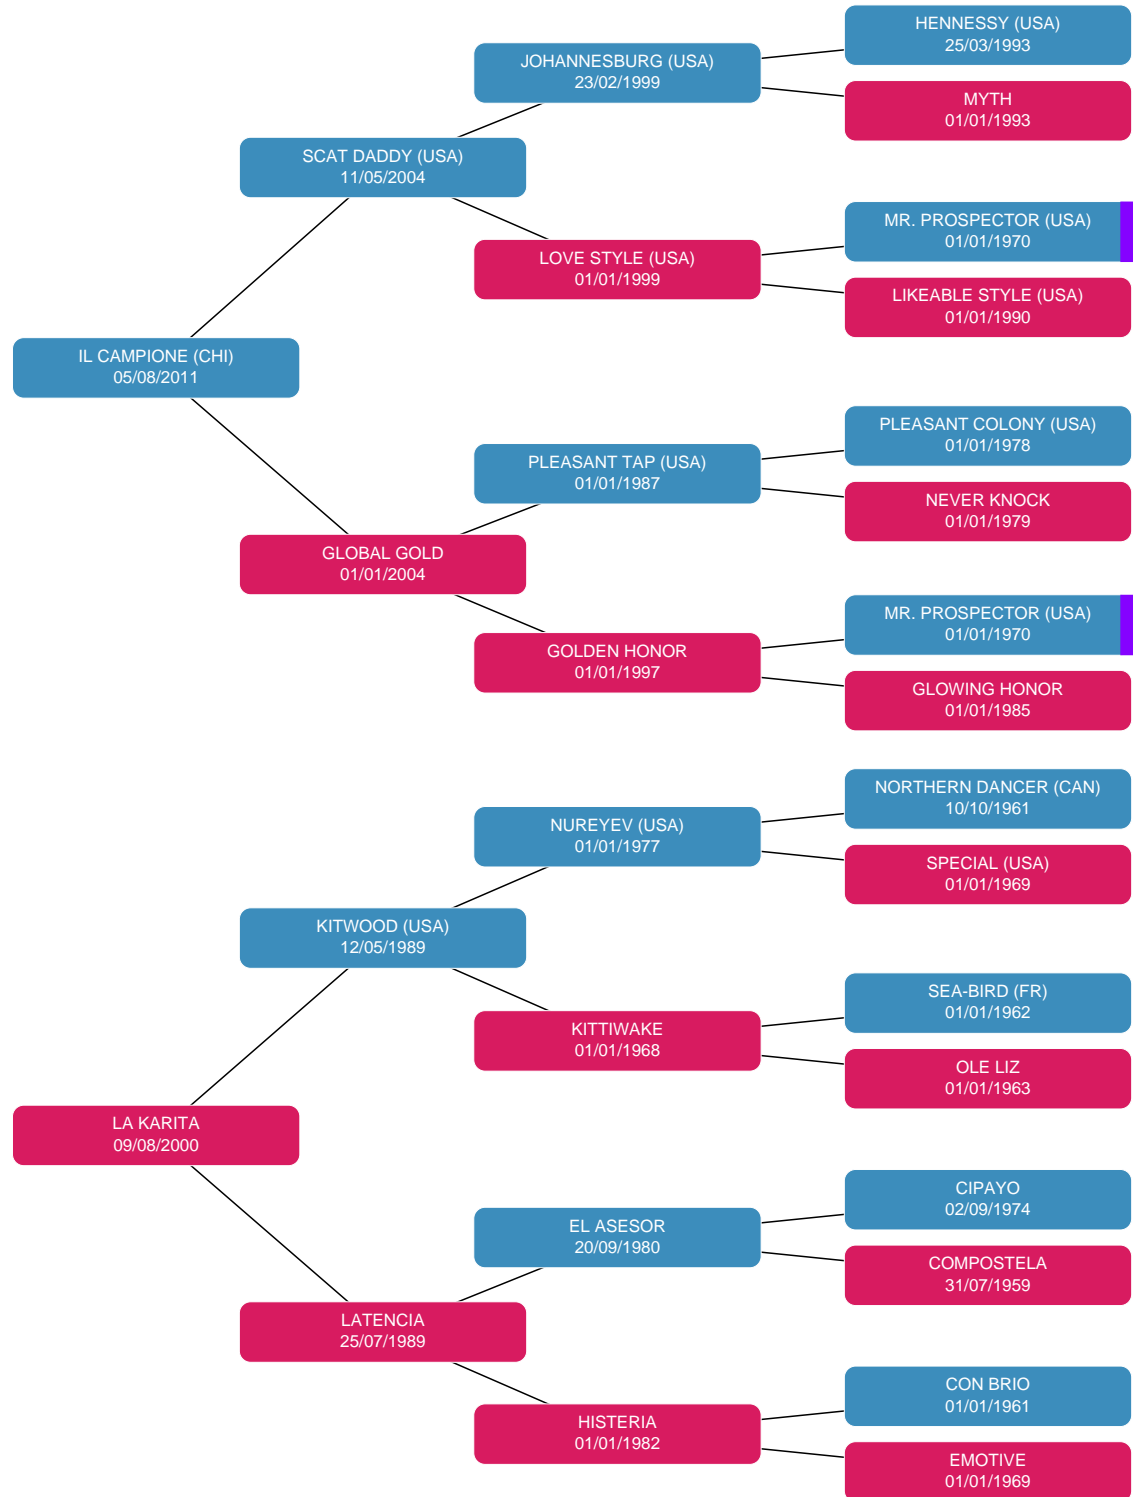 HENNESSY (USA)
25/03/1993
JOHANNESBURG (USA)
23/02/1999
MYTH
01/01/1993
SCAT DADDY (USA)
11/05/2004
MR. PROSPECTOR (USA)
01/01/1970
LOVE STYLE (USA)
01/01/1999
LIKEABLE STYLE (USA)
01/01/1990
IL CAMPIONE (CHI)
05/08/2011
PLEASANT COLONY (USA)
01/01/1978
PLEASANT TAP (USA)
01/01/1987
NEVER KNOCK
01/01/1979
GLOBAL GOLD
01/01/2004
MR. PROSPECTOR (USA)
01/01/1970
GOLDEN HONOR
01/01/1997
GLOWING HONOR
01/01/1985
NORTHERN DANCER (CAN)
10/10/1961
NUREYEV (USA)
01/01/1977
SPECIAL (USA)
01/01/1969
KITWOOD (USA)
12/05/1989
SEA-BIRD (FR)
01/01/1962
KITTIWAKE
01/01/1968
OLE LIZ
01/01/1963
LA KARITA
09/08/2000
CIPAYO
02/09/1974
EL ASESOR
20/09/1980
COMPOSTELA
31/07/1959
LATENCIA
25/07/1989
CON BRIO
01/01/1961
HISTERIA
01/01/1982
EMOTIVE
01/01/1969